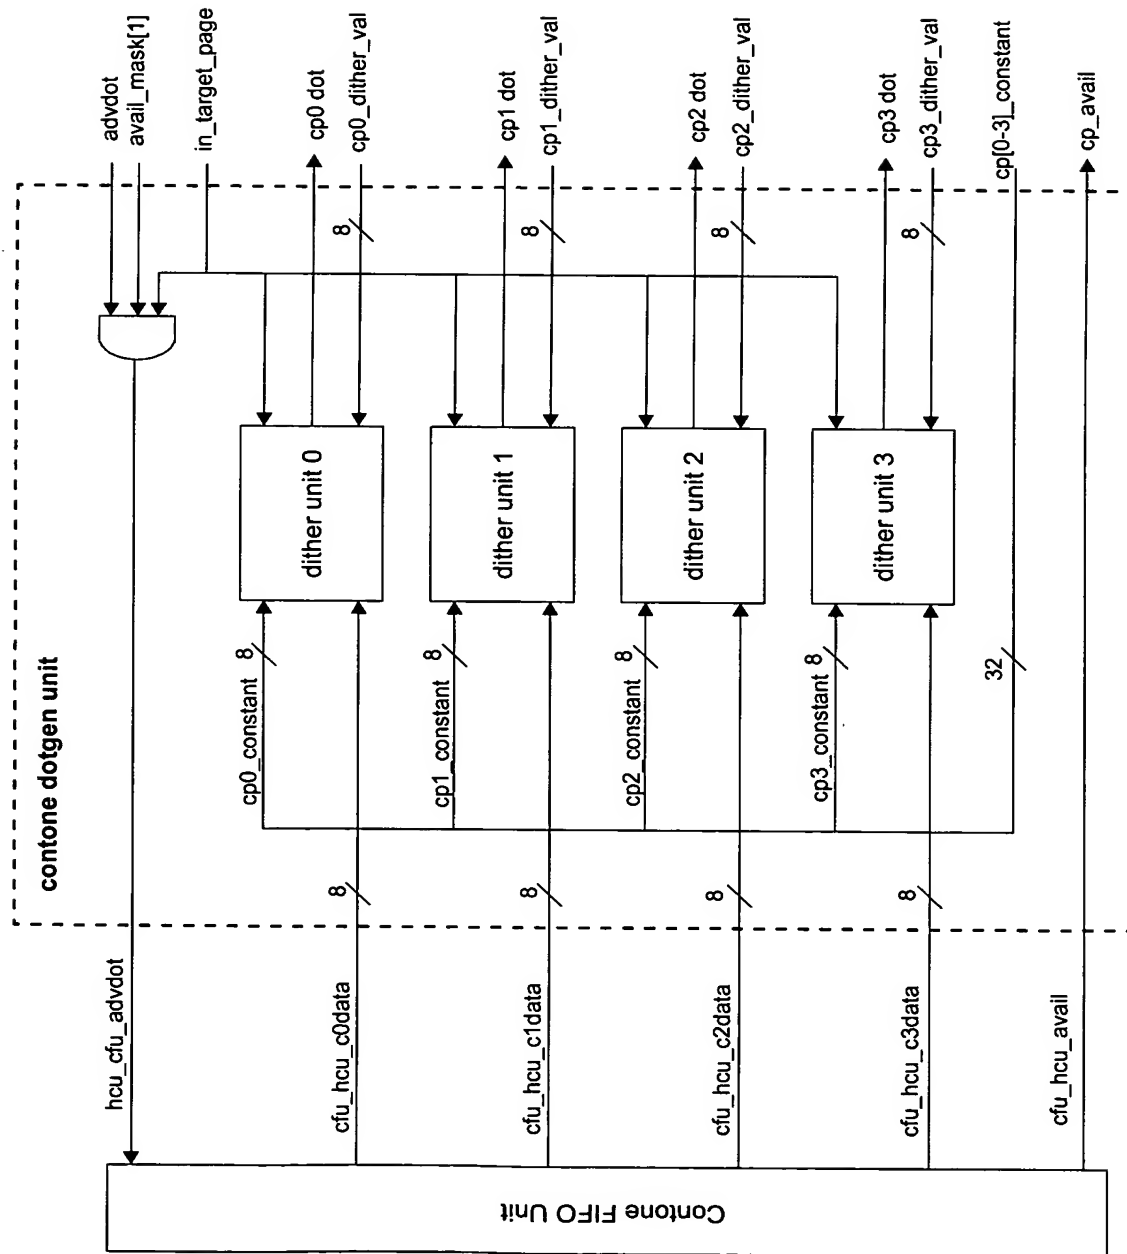 advdot
avail_mask[1]
in_target_page
cp0 dot
cp0_dither_val
cp1 dot
cp1_dither_val
cp2 dot
cp2_dither_val
cp3 dot
cp3_dither_val
cp[0-3]_constant
cp_avail
8
8
8
8
dither unit 0
dither unit 1
dither unit 2
dither unit 3
8
8
8
8
32
cp0_constant
cp1_constant
cp2_constant
cp3_constant
contone dotgen unit
8
8
8
8
hcu_cfu_advdot
cfu_hcu_c0data
cfu_hcu_c1data
cfu_hcu_c2data
cfu_hcu_c3data
cfu_hcu_avail
Contone FIFO Unit